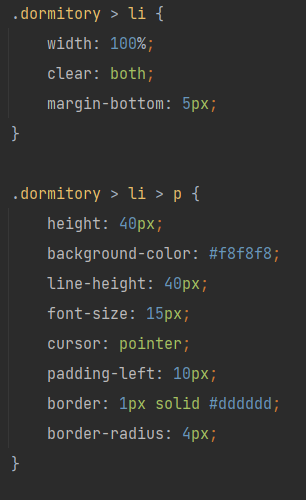 .dormitory > li {
    width: 100%;
    clear: both;
    margin-bottom: 5px;
}

.dormitory > li > p {
    height: 40px;
    background-color: #f8f8f8;
    line-height: 40px;
    font-size: 15px;
    cursor: pointer;
    padding-left: 10px;
    border: 1px solid #dddddd;
    border-radius: 4px;
}